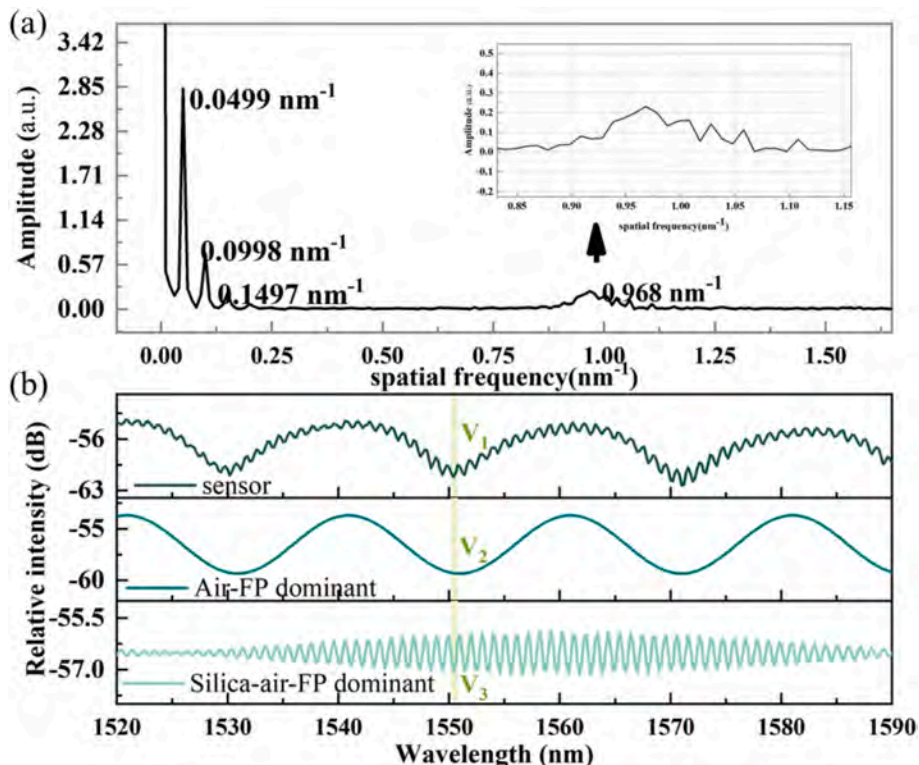 (a)
Amplitude (a.u.)
3.42
2.85
2.28
1.71
1.14
0.57
0.00
0.0499 nm⁻¹
0.0998 nm⁻¹
0.1497 nm⁻¹
0.968 nm⁻¹
Amplitude (a.u.)
0.5
0.4
0.3
0.2
0.1
0.0
-0.1
-0.2
0.85 0.90 0.95 1.00 1.05 1.10 1.15
spatial frequency(nm⁻¹)
0.00 0.25 0.50 0.75 1.00 1.25 1.50
spatial frequency(nm⁻¹)
(b)
Relative intensity (dB)
-56
-63
V₁
sensor
-55
-60
V₂
Air-FP dominant
-55.5
-57.0
Silica-air-FP dominant
V₃
1520 1530 1540 1550 1560 1570 1580 1590
Wavelength (nm)